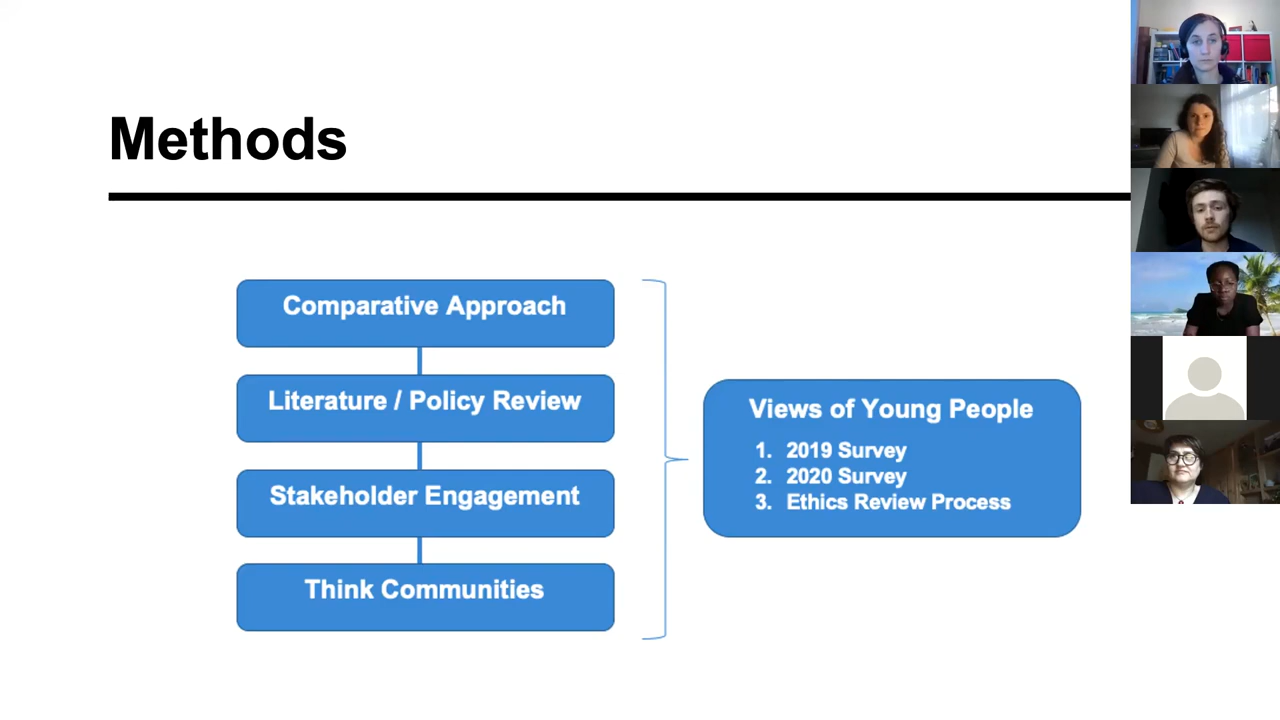 Methods
Comparative Approach
Literature / Policy Review
Stakeholder Engagement
Think Communities
Views of Young People
1. 2019 Survey
2. 2020 Survey
3. Ethics Review Process